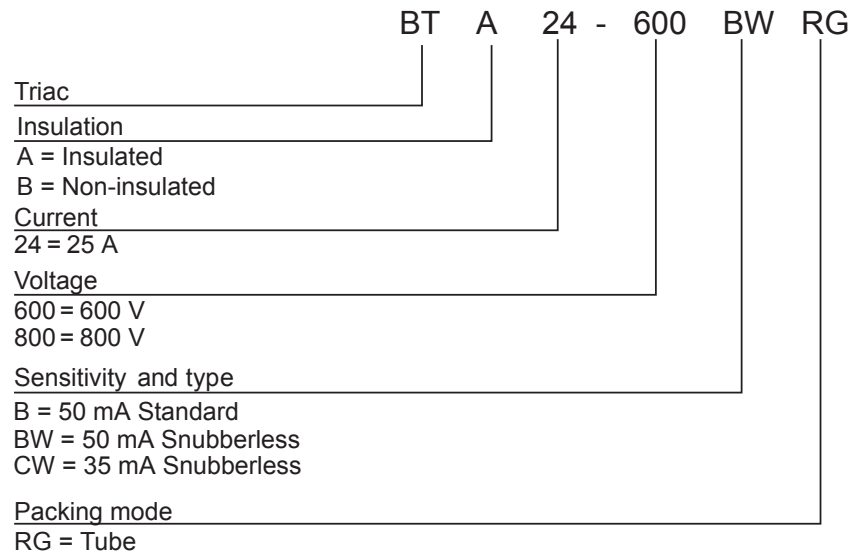 BT A 24 - 600 BW RG
Triac
Insulation
A = Insulated
B = Non-insulated
Current
24 = 25 A
Voltage
600 = 600 V
800 = 800 V
Sensitivity and type
B = 50 mA Standard
BW = 50 mA Snubberless
CW = 35 mA Snubberless
Packing mode
RG = Tube